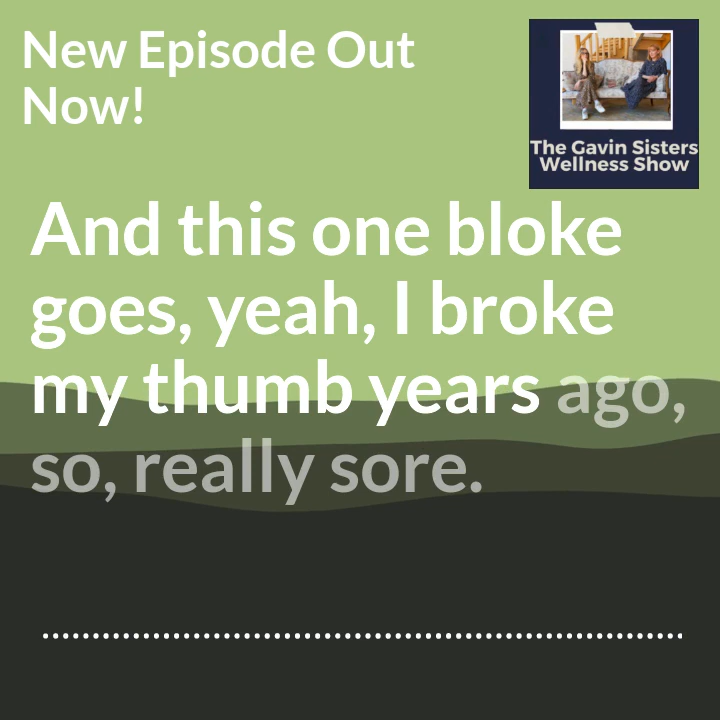 New Episode Out
Now!
The Gavin Sisters
Wellness Show
And this one bloke
goes, yeah, I broke
my thumb years ago,
so, really sore.